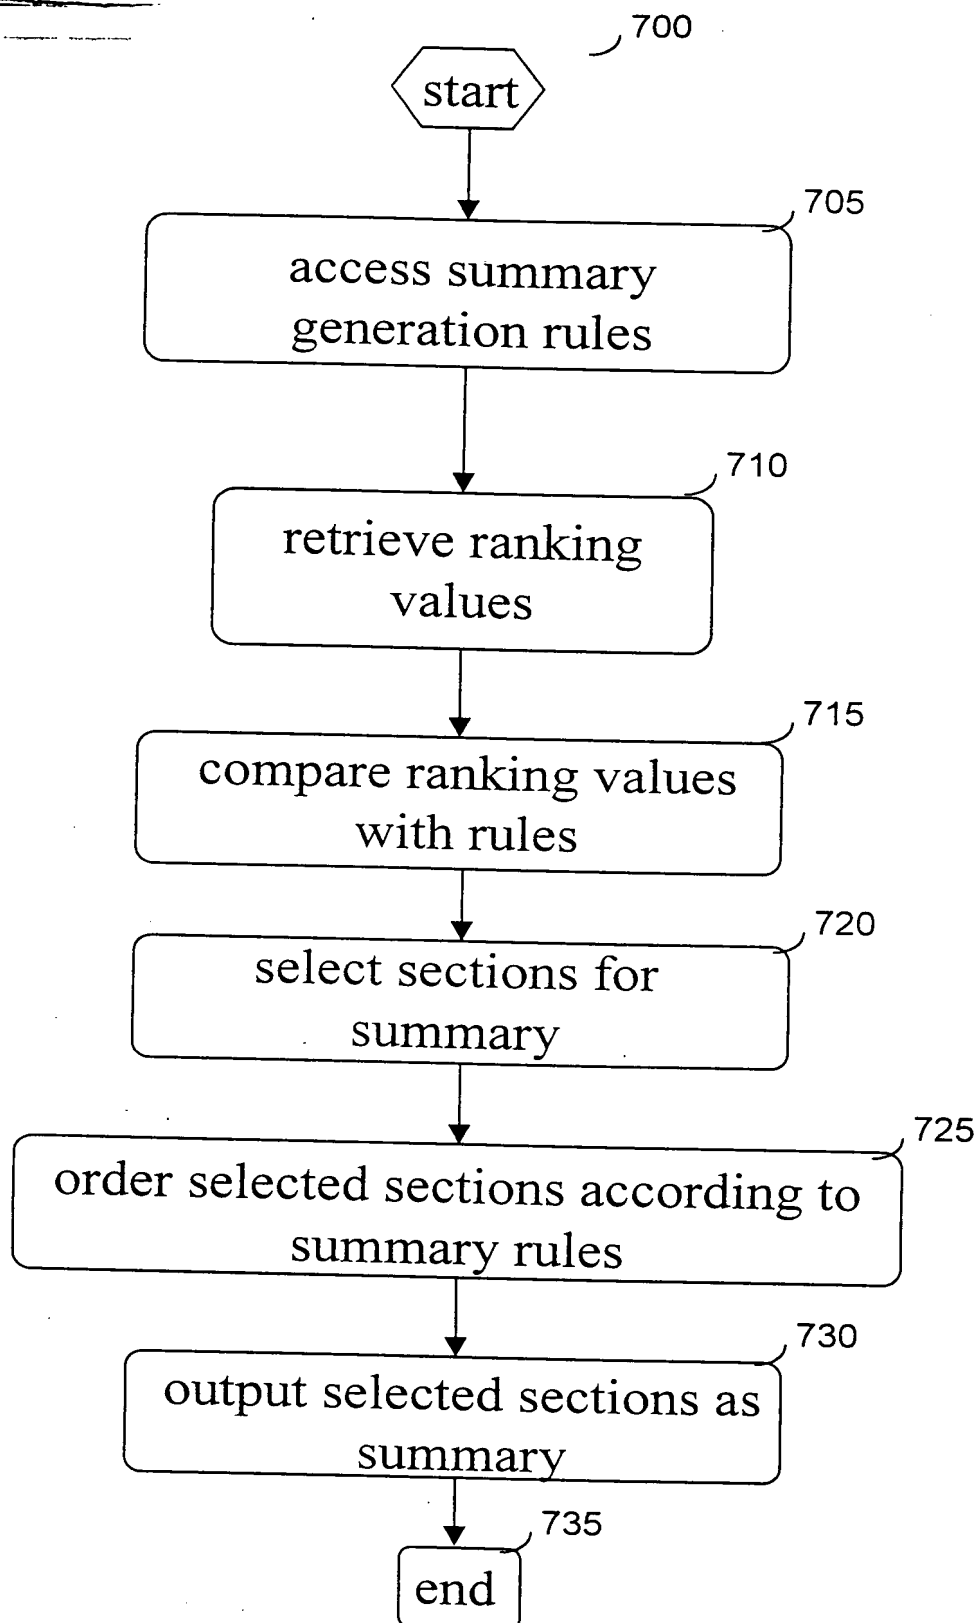 700
start
705
access summary
generation rules
710
retrieve ranking
values
715
compare ranking values
with rules
720
select sections for
summary
725
order selected sections according to
summary rules
730
output selected sections as
summary
735
end